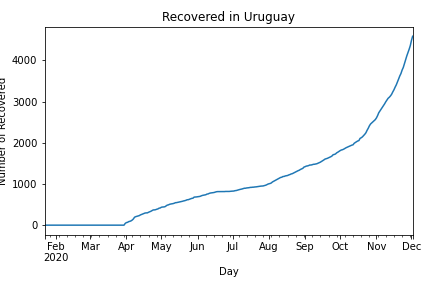 Recovered in Uruguay
Number of Recovered
4000
3000
2000
1000
0
Feb Mar Apr May Jun Jul Aug Sep Oct Nov Dec
2020
Day